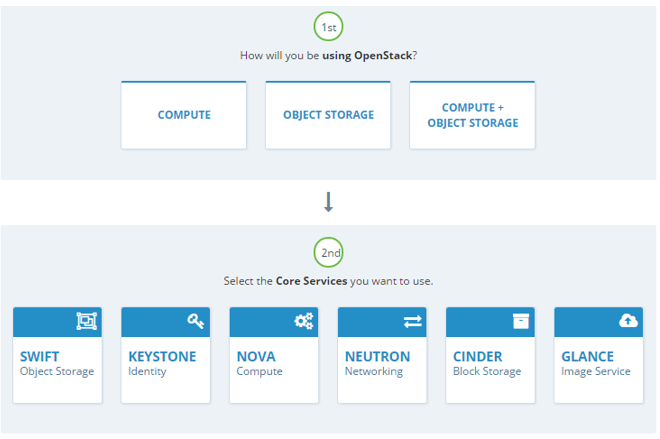 1st
How will you be using OpenStack?
COMPUTE
OBJECT STORAGE
COMPUTE +
OBJECT STORAGE
2nd
Select the Core Services you want to use.
SWIFT
Object Storage
KEYSTONE
Identity
NOVA
Compute
NEUTRON
Networking
CINDER
Block Storage
GLANCE
Image Service